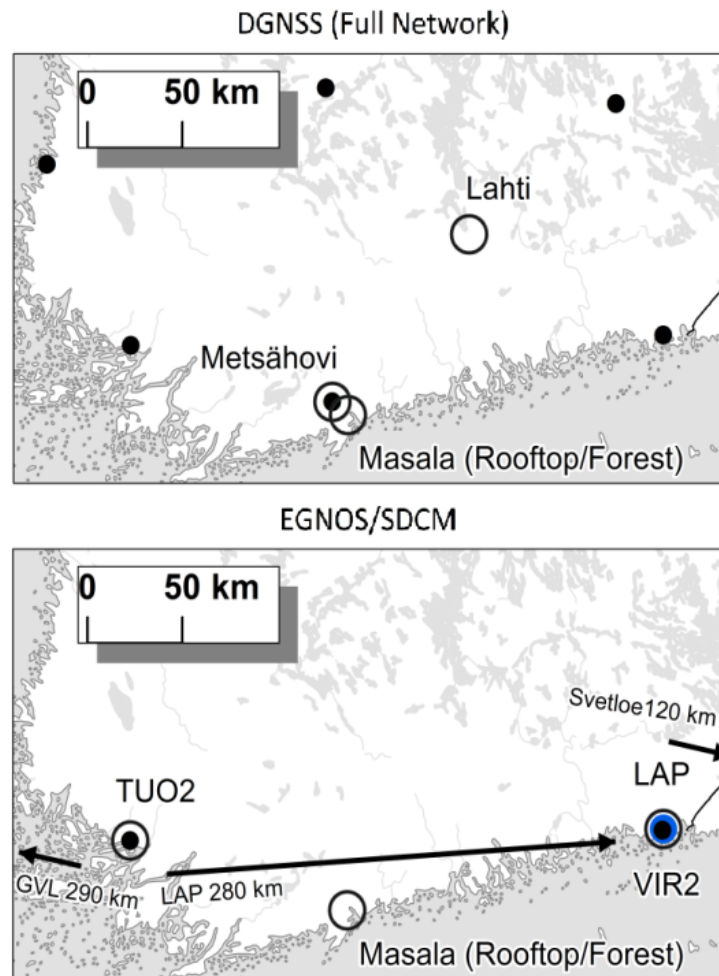 DGNSS (Full Network)
0 50 km
Lahti
Metsähovi
Masala (Rooftop/Forest)
EGNOS/SDCM
0 50 km
Svetloe120 km
TUO2
LAP
GVL 290 km
LAP 280 km
VIR2
Masala (Rooftop/Forest)